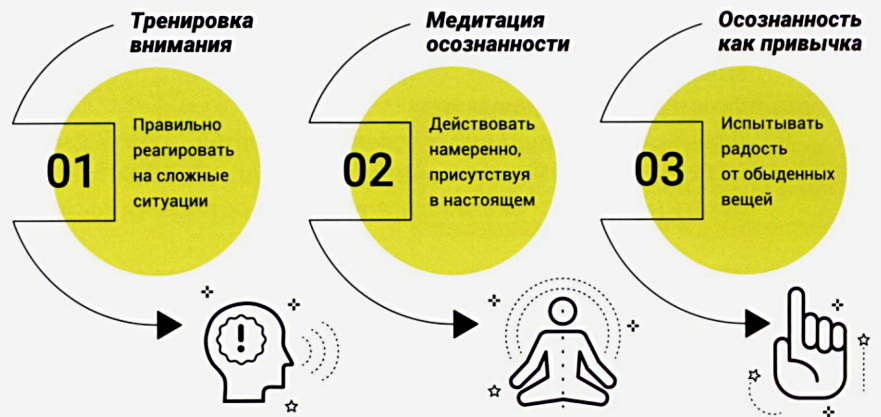 Тренировка
внимания
01
Правильно
реагировать
на сложные
ситуации
Медитация
осознанности
02
Действовать
намеренно,
присутствуя
в настоящем
Осознанность
как привычка
03
Испытывать
радость
от обыденных
вещей